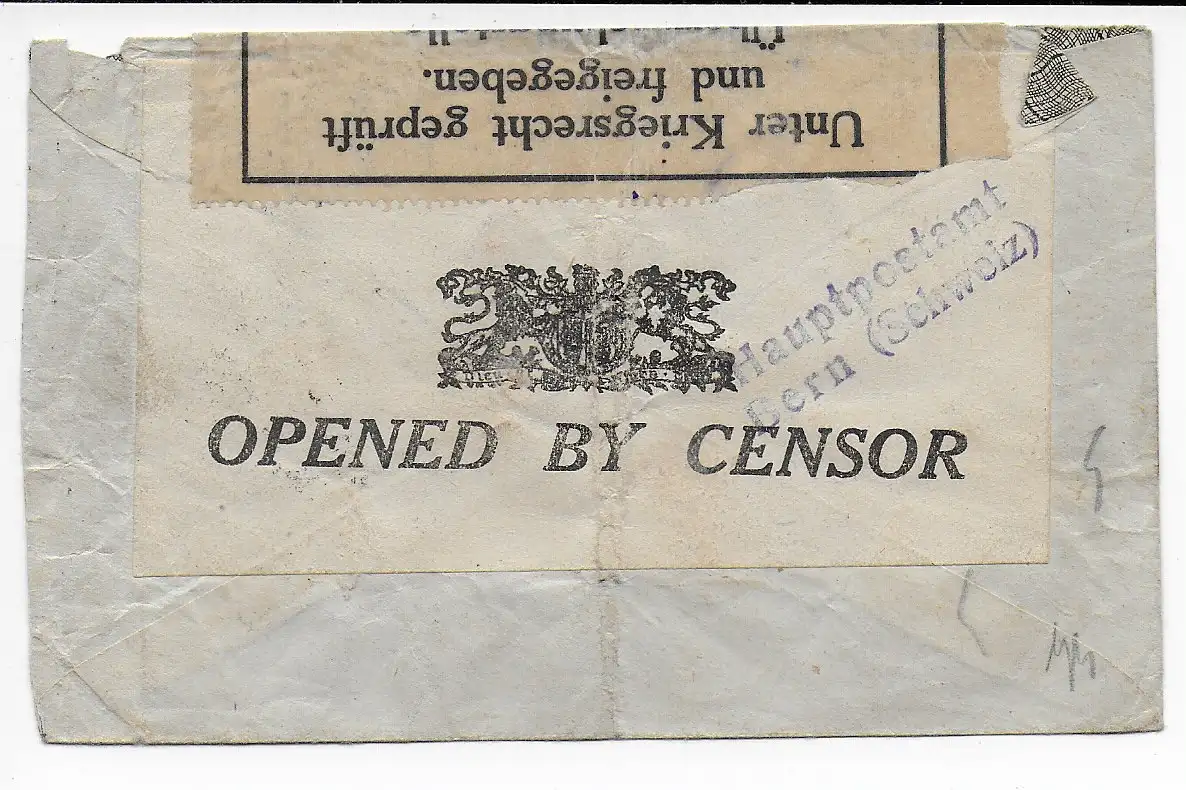 Unter Kriegsrecht geprüft
und freigegeben.
OPENED BY CENSOR
Hauptpostamt
Bern (Schweiz)